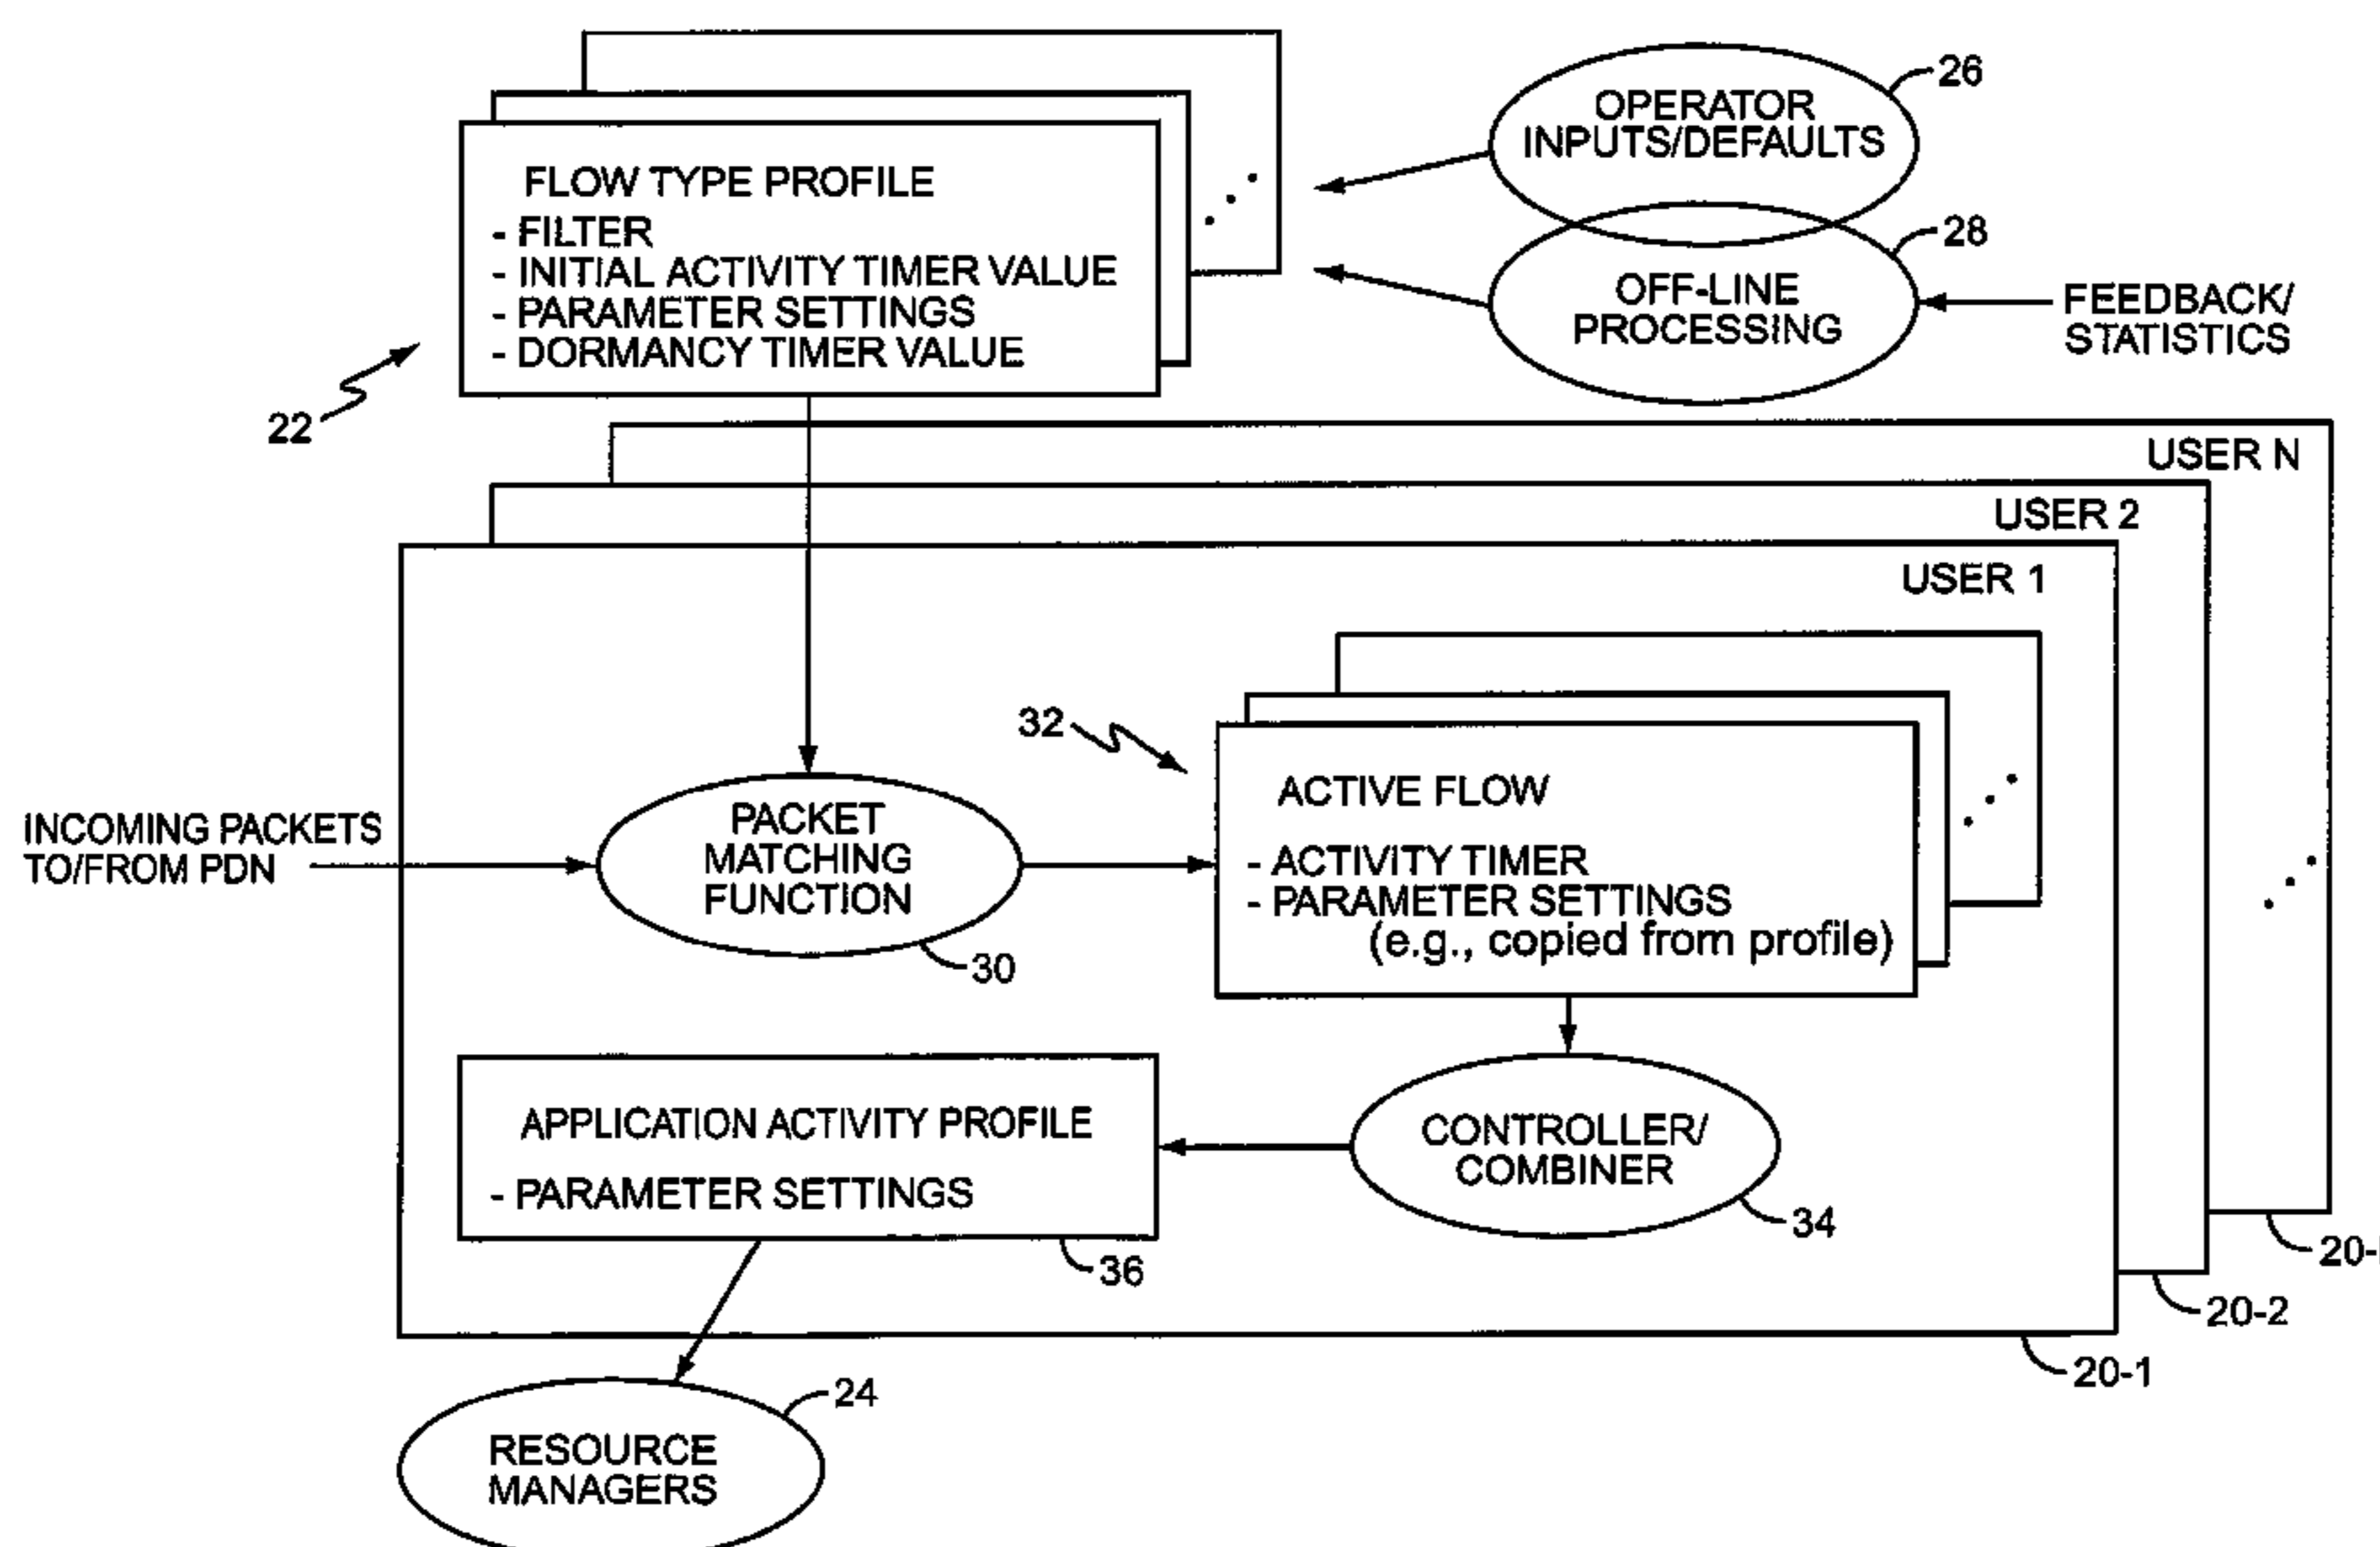 26
OPERATOR
INPUTS/DEFAULTS
FLOW TYPE PROFILE
- FILTER
- INITIAL ACTIVITY TIMER VALUE
- PARAMETER SETTINGS
- DORMANCY TIMER VALUE
28
OFF-LINE
PROCESSING
FEEDBACK/
STATISTICS
22
USER N
USER 2
USER 1
32
ACTIVE FLOW
- ACTIVITY TIMER
- PARAMETER SETTINGS
(e.g., copied from profile)
INCOMING PACKETS
TO/FROM PDN
PACKET
MATCHING
FUNCTION
30
APPLICATION ACTIVITY PROFILE
- PARAMETER SETTINGS
36
CONTROLLER/
COMBINER
34
20-
20-2
20-1
24
RESOURCE
MANAGERS